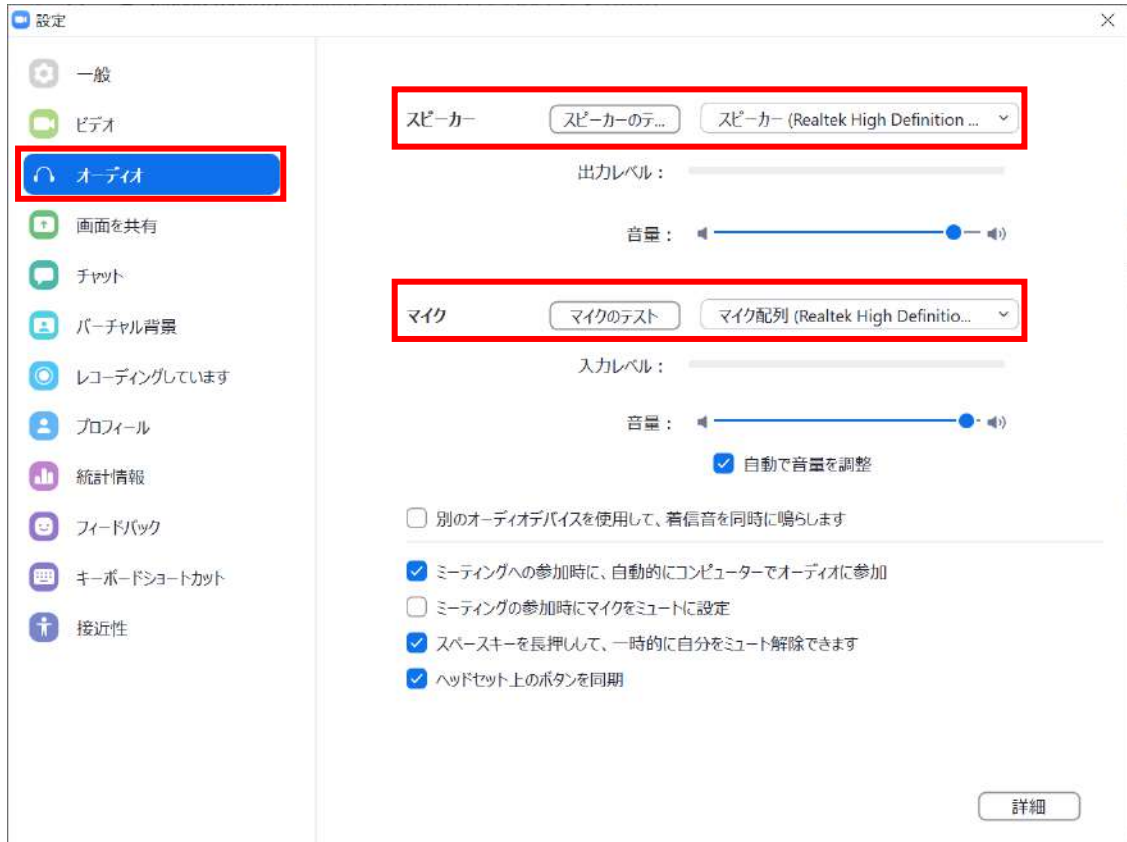 設定
一般
ビデオ
オーディオ
画面を共有
チャット
バーチャル背景
レコーディングしています
プロフィール
統計情報
フィードバック
キーボードショートカット
接近性
スピーカー スピーカーのテ... スピーカー (Realtek High Definition ...
出力レベル：
音量：
マイク マイクのテスト マイク配列 (Realtek High Definitio...
入力レベル：
音量：
自動で音量を調整
別のオーディオデバイスを使用して、着信音を同時に鳴らします
ミーティングへの参加時に、自動的にコンピューターでオーディオに参加
ミーティングの参加時にマイクをミュートに設定
スペースキーを長押しして、一時的に自分をミュート解除できます
ヘッドセット上のボタンを同期
詳細